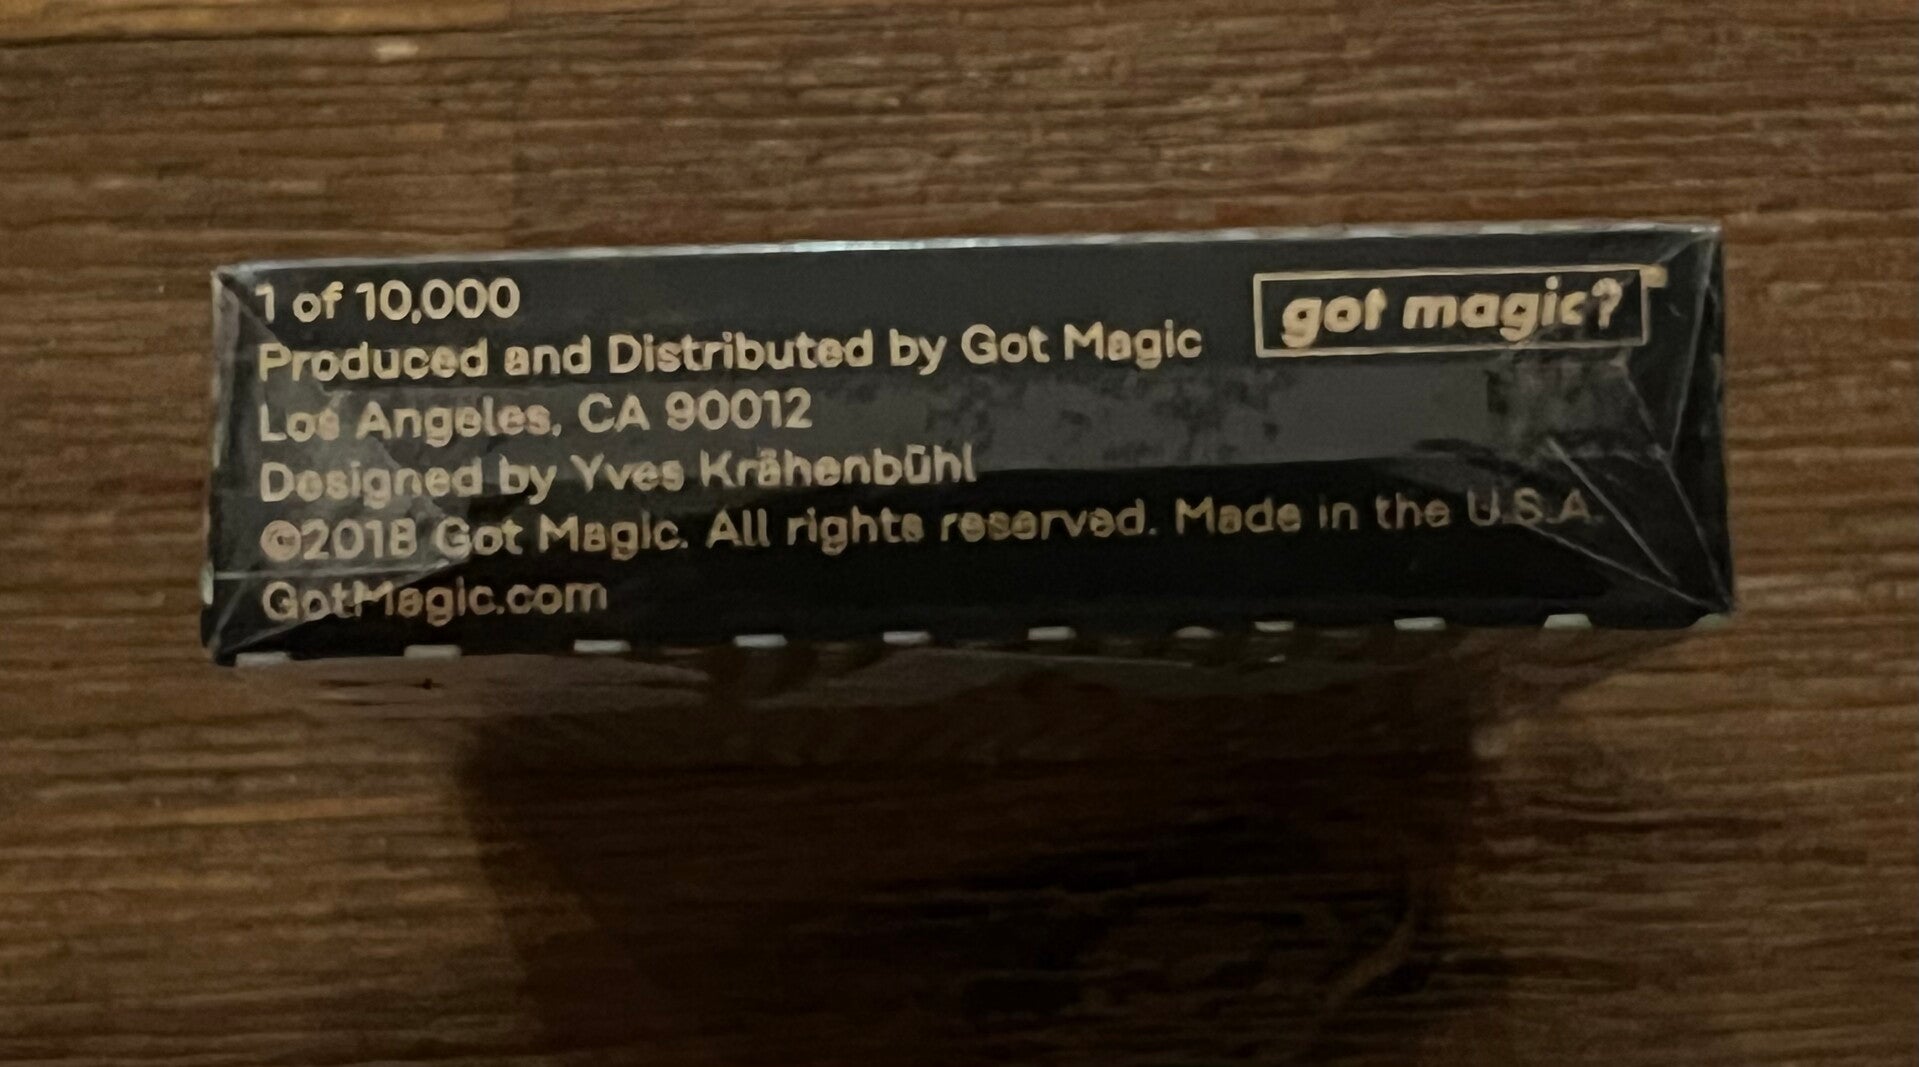 1 of 10,000
got magic?
Produced and Distributed by Got Magic
Los Angeles, CA 90012
Designed by Yves Krähenbühl
©2018 Got Magic. All rights reserved. Made in the U.S.A.
GotMagic.com